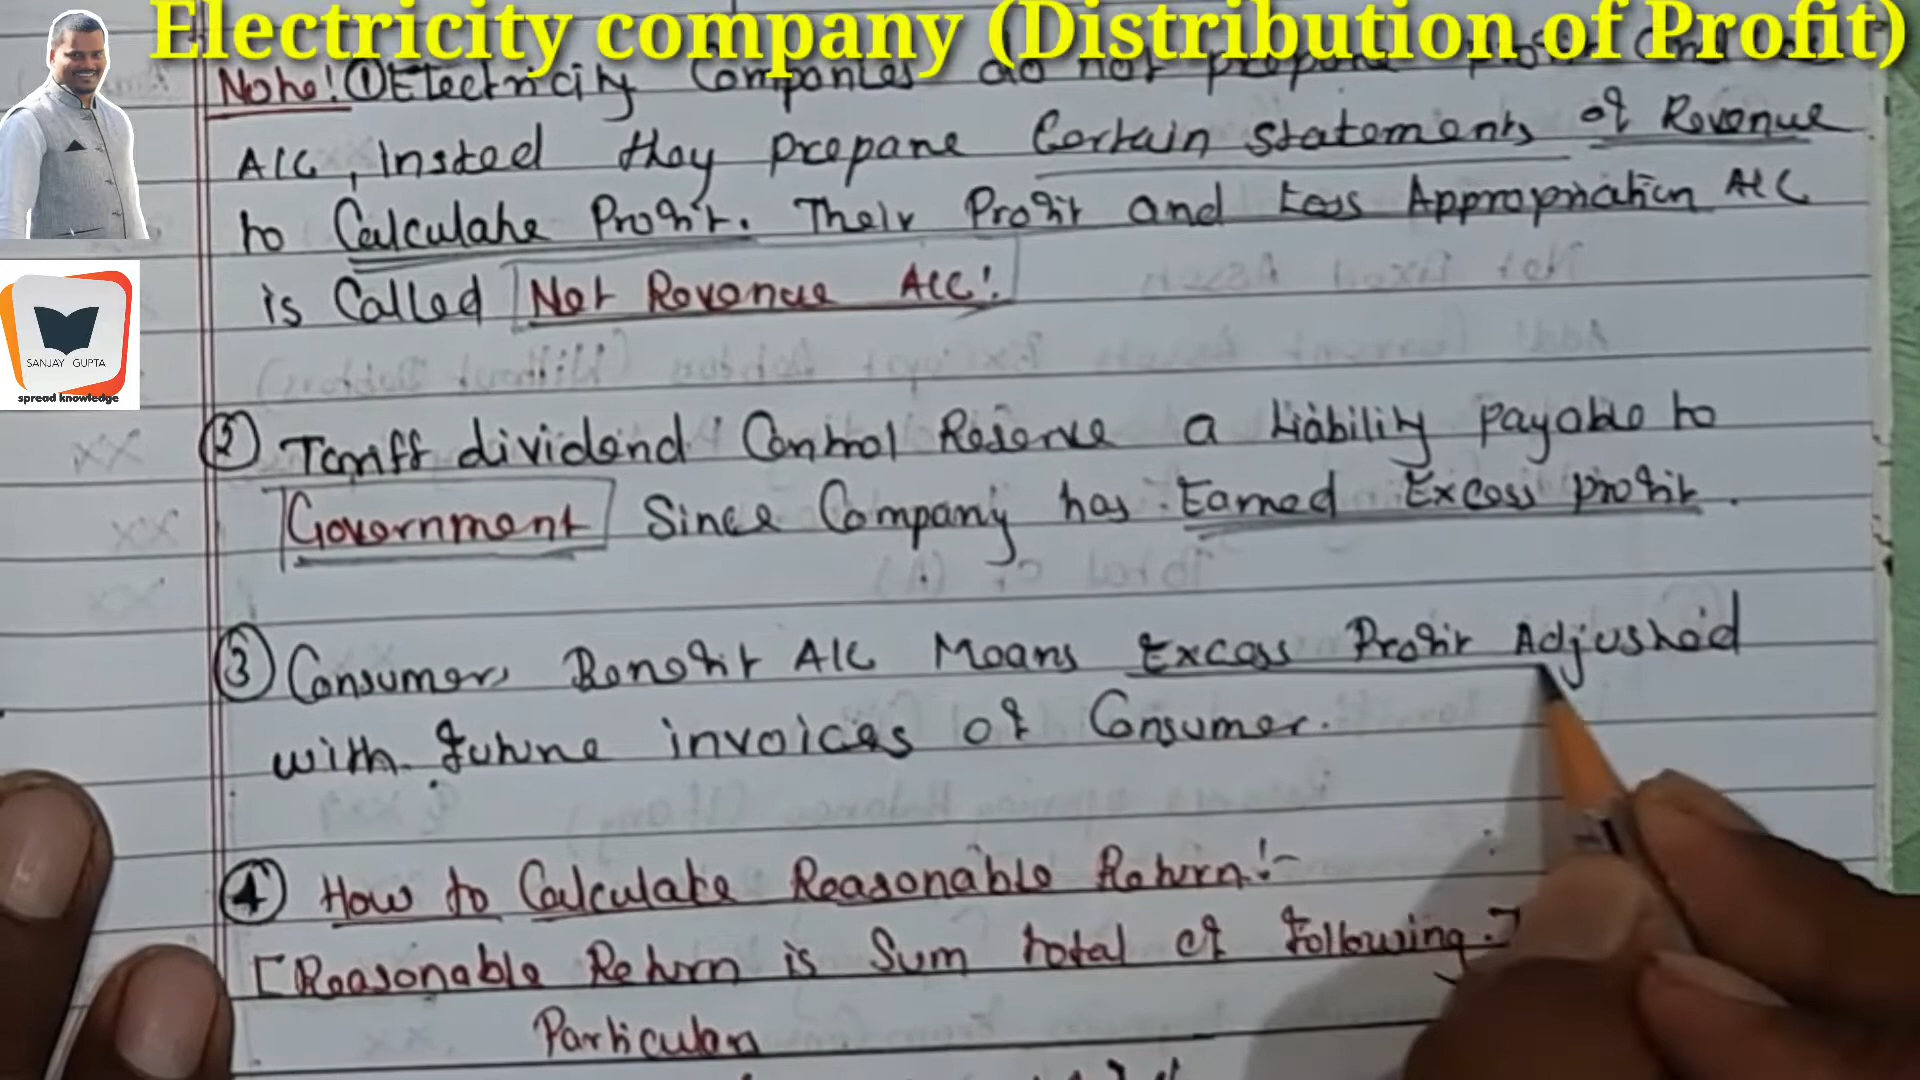 Electricity company (Distribution of Profit)
Note! ① Electricity Companies do not prepare
A/C, Insted they prepare Certain statements of Revenue
to Calculate Profit. Their Profit and Loss Appropriation A/C
is Called Net Revenue A/C!
② Tariff dividend Control Reserve a liability payable to
Government Since Company has Earned Excess profit.
③ Consumers Benefit A/C Means Excess Profit Adjusted
with future invoices of Consumer.
④ How to Calculate Reasonable Return!-
[Reasonable Return is Sum total of following.]
Particulars
SANJAY GUPTA
spread knowledge